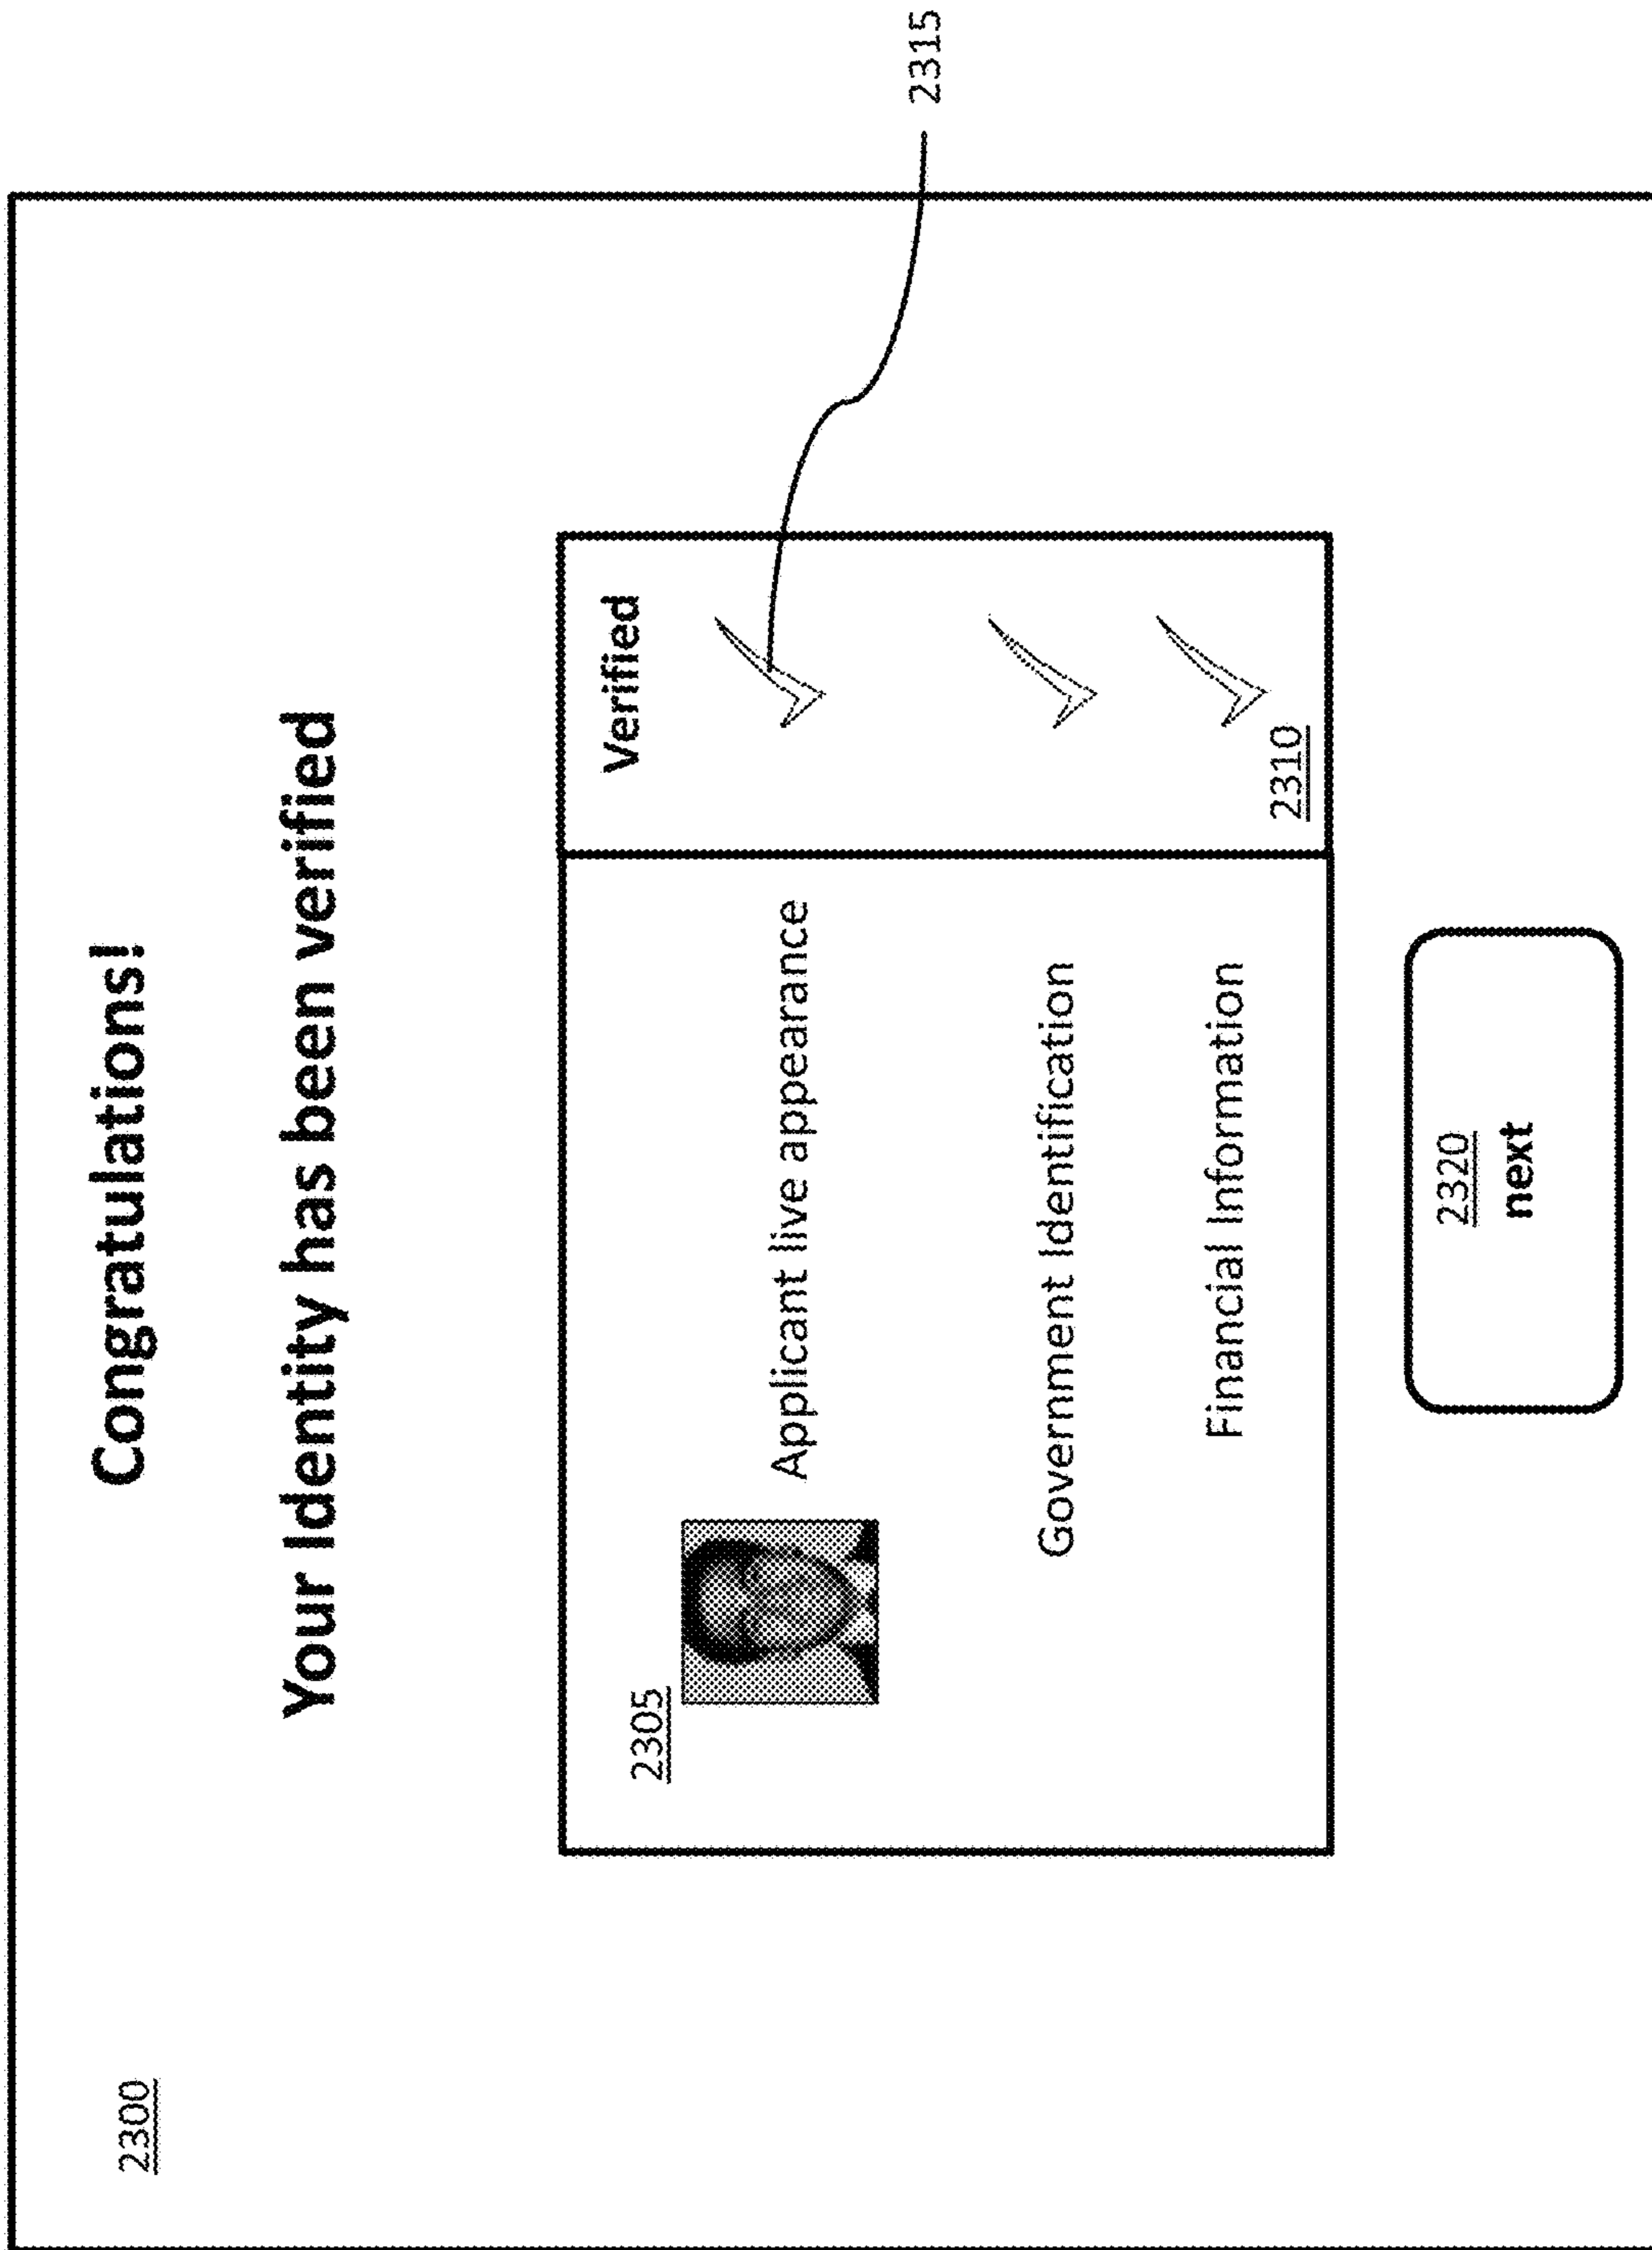 2300
Congratulations!
Your Identity has been verified
2305
Verified
Applicant live appearance
2315
Government Identification
Financial Information
2310
2320
next